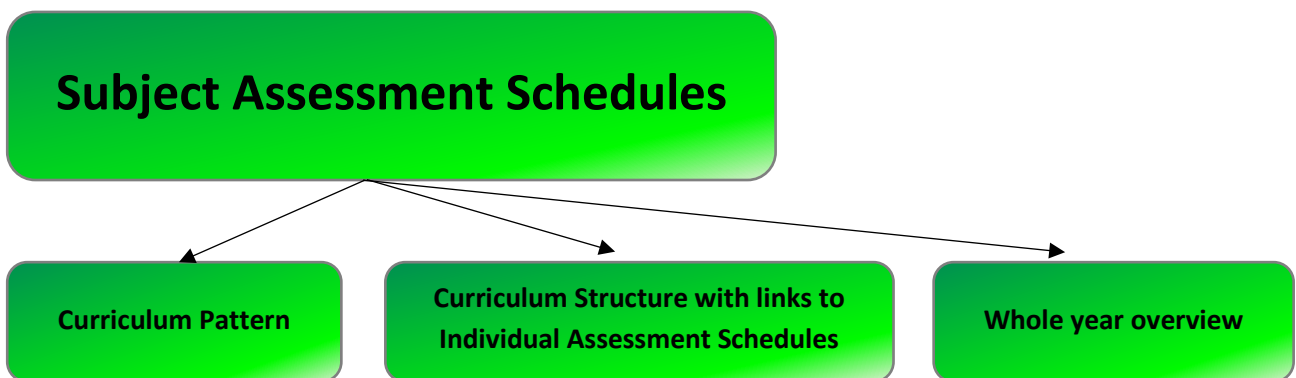 Subject Assessment Schedules
Curriculum Pattern
Curriculum Structure with links to
Individual Assessment Schedules
Whole year overview